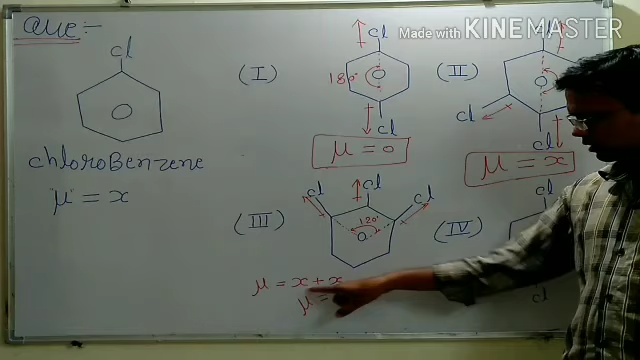 Que:-
Made with KINEMASTER
cl
chloroBenzene
μ = x
(I)
cl
180°
cl
μ = 0
(II)
cl
cl
μ = x
(III)
cl
cl
cl
120°
μ = x + x
μ =
(IV)
cl
cl